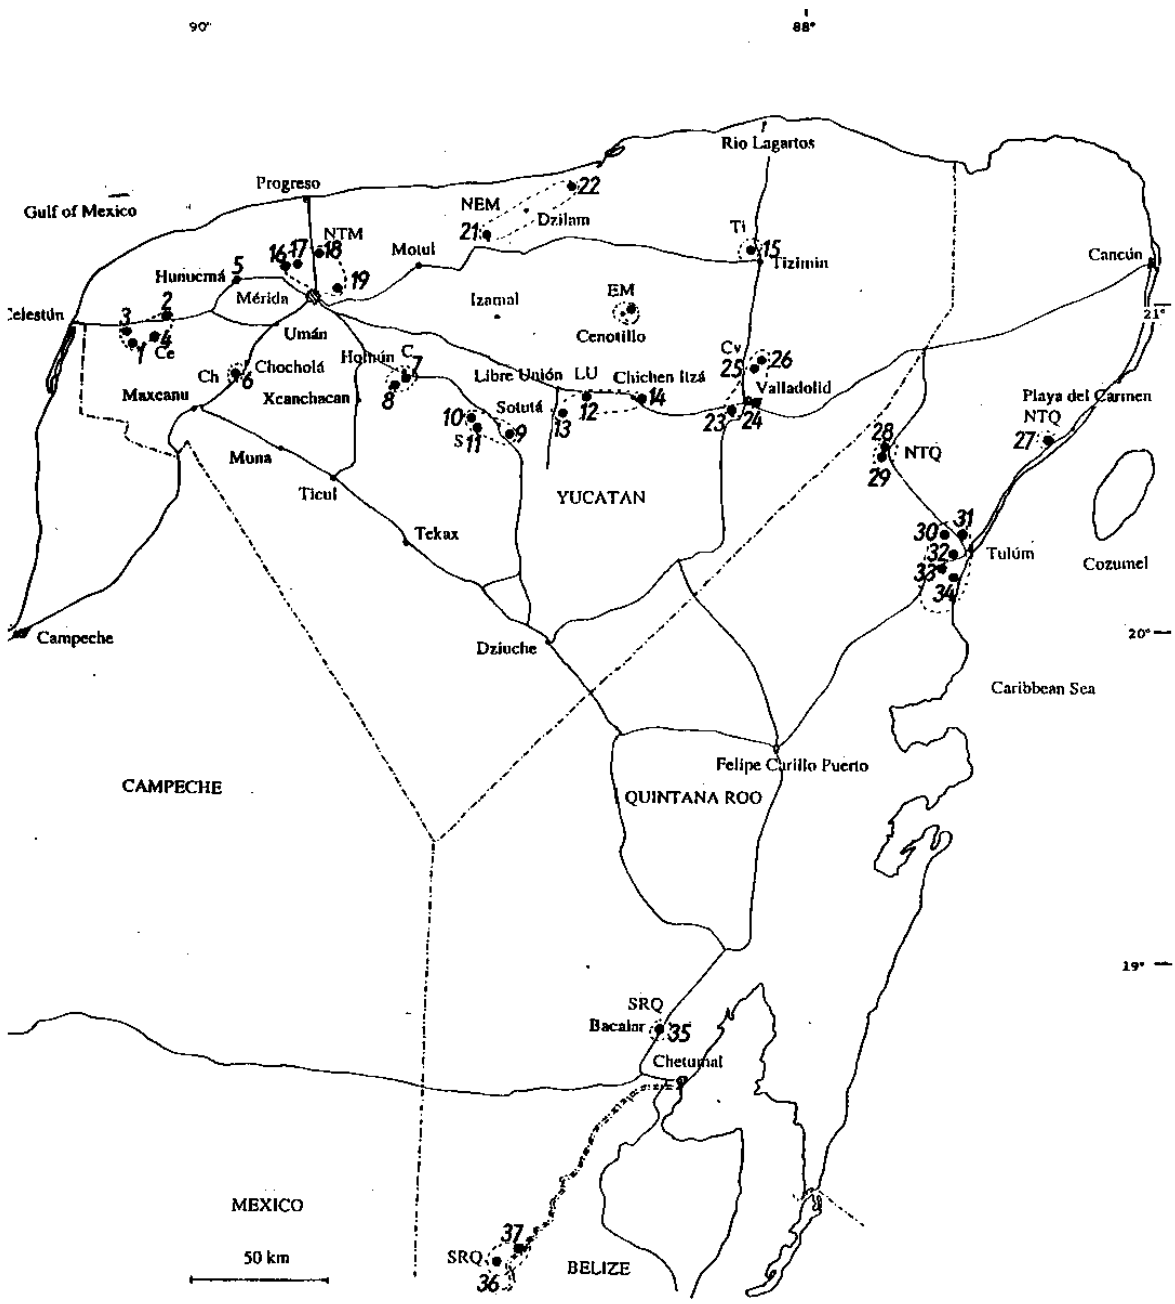 90°
88°
Rio Lagartos
Progreso
22
Gulf of Mexico
NEM
Dzilam
21
NTM
18
17
16
Motul
Ti
15
Tizimin
Cancún
5
Hunucmá
19
Mérida
Izamal
EM
21°
2
Celestún
3
Umán
Cenotillo
1
4
Ce
Cv
26
25
Homún
C
7
Chocholá
Ch
6
Libre Unión
LU
Chichen Itzá
14
Valladolid
Maxcanu
Xcanchacan
8
12
Playa del Carmen
10
Sotutá
13
23
24
NTQ
27
S
11
9
28
NTQ
29
Muna
Ticul
YUCATAN
Tekax
30
31
32
Tulúm
33
34
Cozumel
Campeche
20°
Dziuche
Caribbean Sea
Felipe Carillo Puerto
CAMPECHE
QUINTANA ROO
19°
SRQ
Bacalar
35
Chetumal
MEXICO
37
50 km
SRQ
36
BELIZE